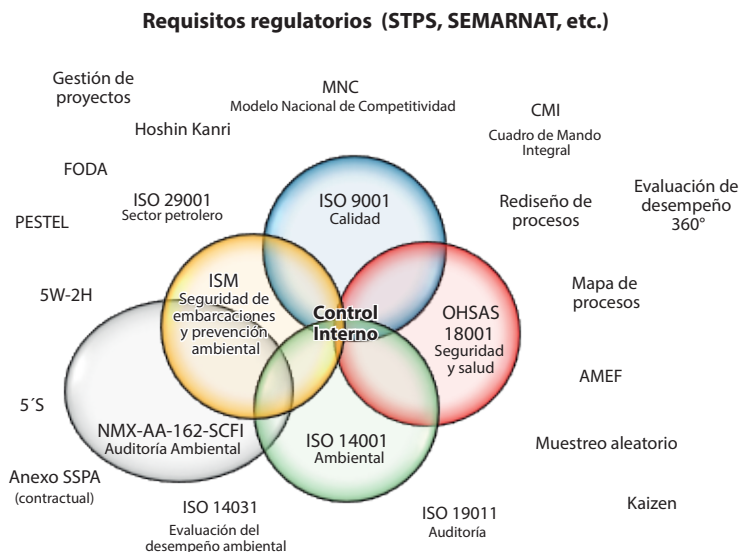 Requisitos regulatorios (STPS, SEMARNAT, etc.)
Gestión de
proyectos
MNC
Modelo Nacional de Competitividad
CMI
Cuadro de Mando
Integral
Hoshin Kanri
FODA
ISO 29001
Sector petrolero
ISO 9001
Calidad
Rediseño de
procesos
Evaluación de
desempeño
360°
PESTEL
5W-2H
ISM
Seguridad de
embarcaciones
y prevención
ambiental
Control
Interno
OHSAS
18001
Seguridad
y salud
Mapa de
procesos
AMEF
5´S
NMX-AA-162-SCFI
Auditoría Ambiental
ISO 14001
Ambiental
Muestreo aleatorio
Anexo SSPA
(contractual)
ISO 14031
Evaluación del
desempeño ambiental
ISO 19011
Auditoría
Kaizen